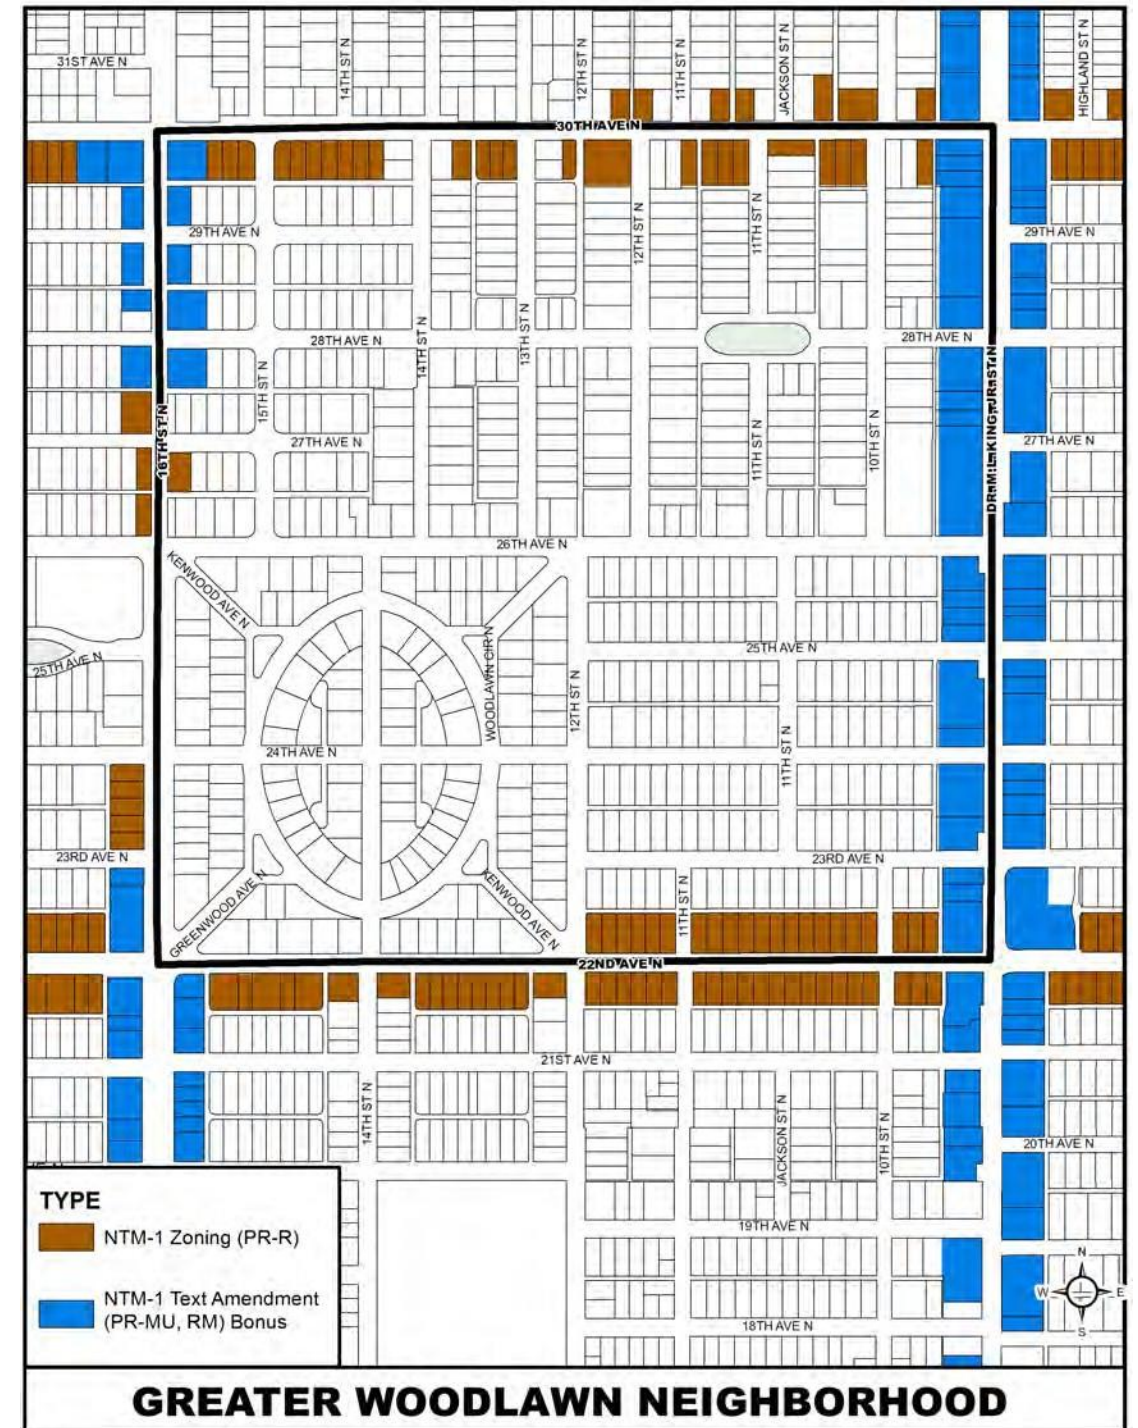 31ST AVE N
14TH ST N
12TH ST N
11TH ST N
JACKSON ST N
HIGHLAND ST N
30TH AVE N
29TH AVE N
12TH ST N
11TH ST N
29TH AVE N
28TH AVE N
14TH ST N
13TH ST N
28TH AVE N
15TH ST N
16TH ST N
27TH AVE N
11TH ST N
10TH ST N
DR M L KING JR ST N
27TH AVE N
26TH AVE N
KENWOOD AVE N
25TH AVE N
WOODLAWN CIR N
25TH AVE N
12TH ST N
24TH AVE N
11TH ST N
23RD AVE N
23RD AVE N
GREENWOOD AVE N
KENWOOD AVE N
11TH ST N
22ND AVE N
21ST AVE N
14TH ST N
JACKSON ST N
10TH ST N
20TH AVE N
19TH AVE N
18TH AVE N
TYPE
NTM-1 Zoning (PR-R)
NTM-1 Text Amendment
(PR-MU, RM) Bonus
N
W
E
S
GREATER WOODLAWN NEIGHBORHOOD